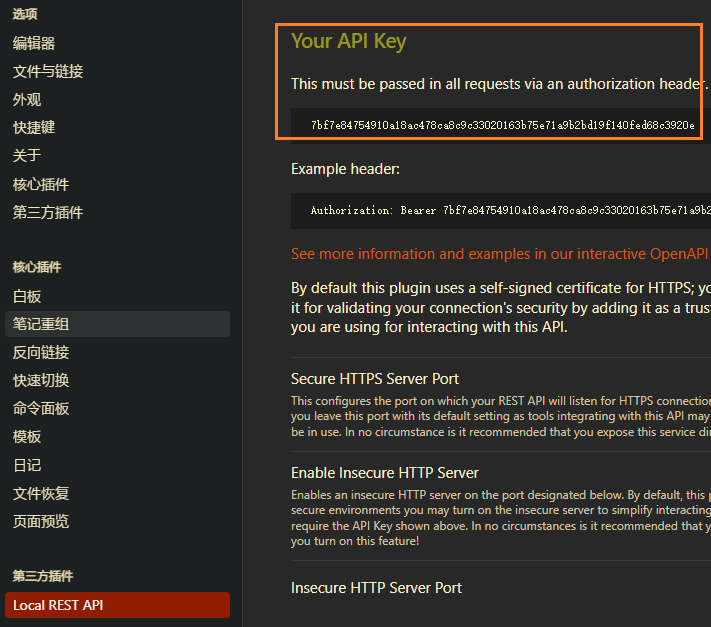 选项
编辑器
文件与链接
外观
快捷键
关于
核心插件
第三方插件
核心插件
白板
笔记重组
反向链接
快速切换
命令面板
模板
日记
文件恢复
页面预览
第三方插件
Local REST API
Your API Key
This must be passed in all requests via an authorization header.
7bf7e84754910a18ac478ca8c9c33020163b75e71a9b2bd19f140fed68c3920e
Example header:
Authorization: Bearer 7bf7e84754910a18ac478ca8c9c33020163b75e71a9b2
See more information and examples in our interactive OpenAPI
By default this plugin uses a self-signed certificate for HTTPS; yo
it for validating your connection's security by adding it as a trus
you are using for interacting with this API.
Secure HTTPS Server Port
This configures the port on which your REST API will listen for HTTPS connection
you leave this port with its default setting as tools integrating with this API may
be in use. In no circumstance is it recommended that you expose this service di
Enable Insecure HTTP Server
Enables an insecure HTTP server on the port designated below. By default, this p
secure environments you may turn on the insecure server to simplify interacting
require the API Key shown above. In no circumstances is it recommended that y
you turn on this feature!
Insecure HTTP Server Port